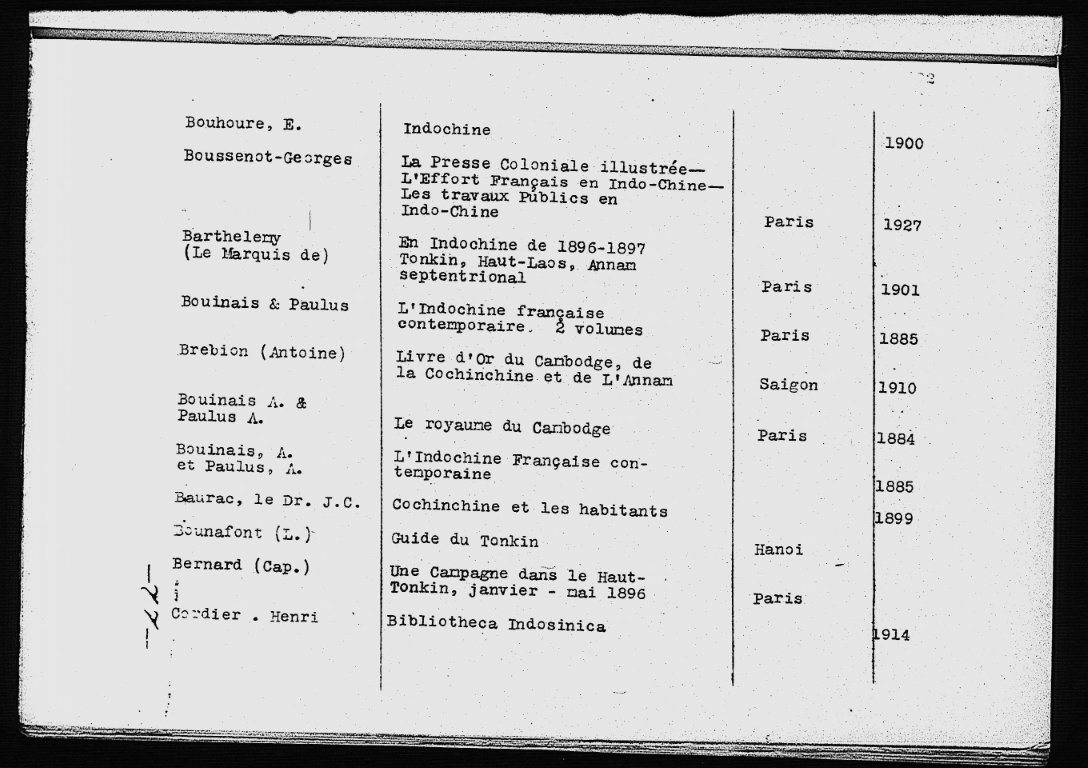 2
Bouhoure, E. Indochine 1900
Boussenot-Georges La Presse Coloniale illustrée—
L'Effort Français en Indo-Chine—
Les travaux Publics en
Indo-Chine Paris 1927
Barthelemy En Indochine de 1896-1897
(Le Marquis de) Tonkin, Haut-Laos, Annam
septentrional Paris 1901
Bouinais & Paulus L'Indochine française
contemporaire. 2 volumes Paris 1885
Brebion (Antoine) Livre d'Or du Cambodge, de
la Cochinchine et de L'Annam Saigon 1910
Bouinais A. &
Paulus A. Le royaume du Cambodge Paris 1884
Bouinais, A. L'Indochine Française con-
et Paulus, A. temporaine 1885
Baurac, le Dr. J.C. Cochinchine et les habitants 1899
Bounafont (L.) Guide du Tonkin Hanoi
Bernard (Cap.) Une Campagne dans le Haut-
Tonkin, janvier - mai 1896 Paris
Cordier . Henri Bibliotheca Indosinica 1914
-22-